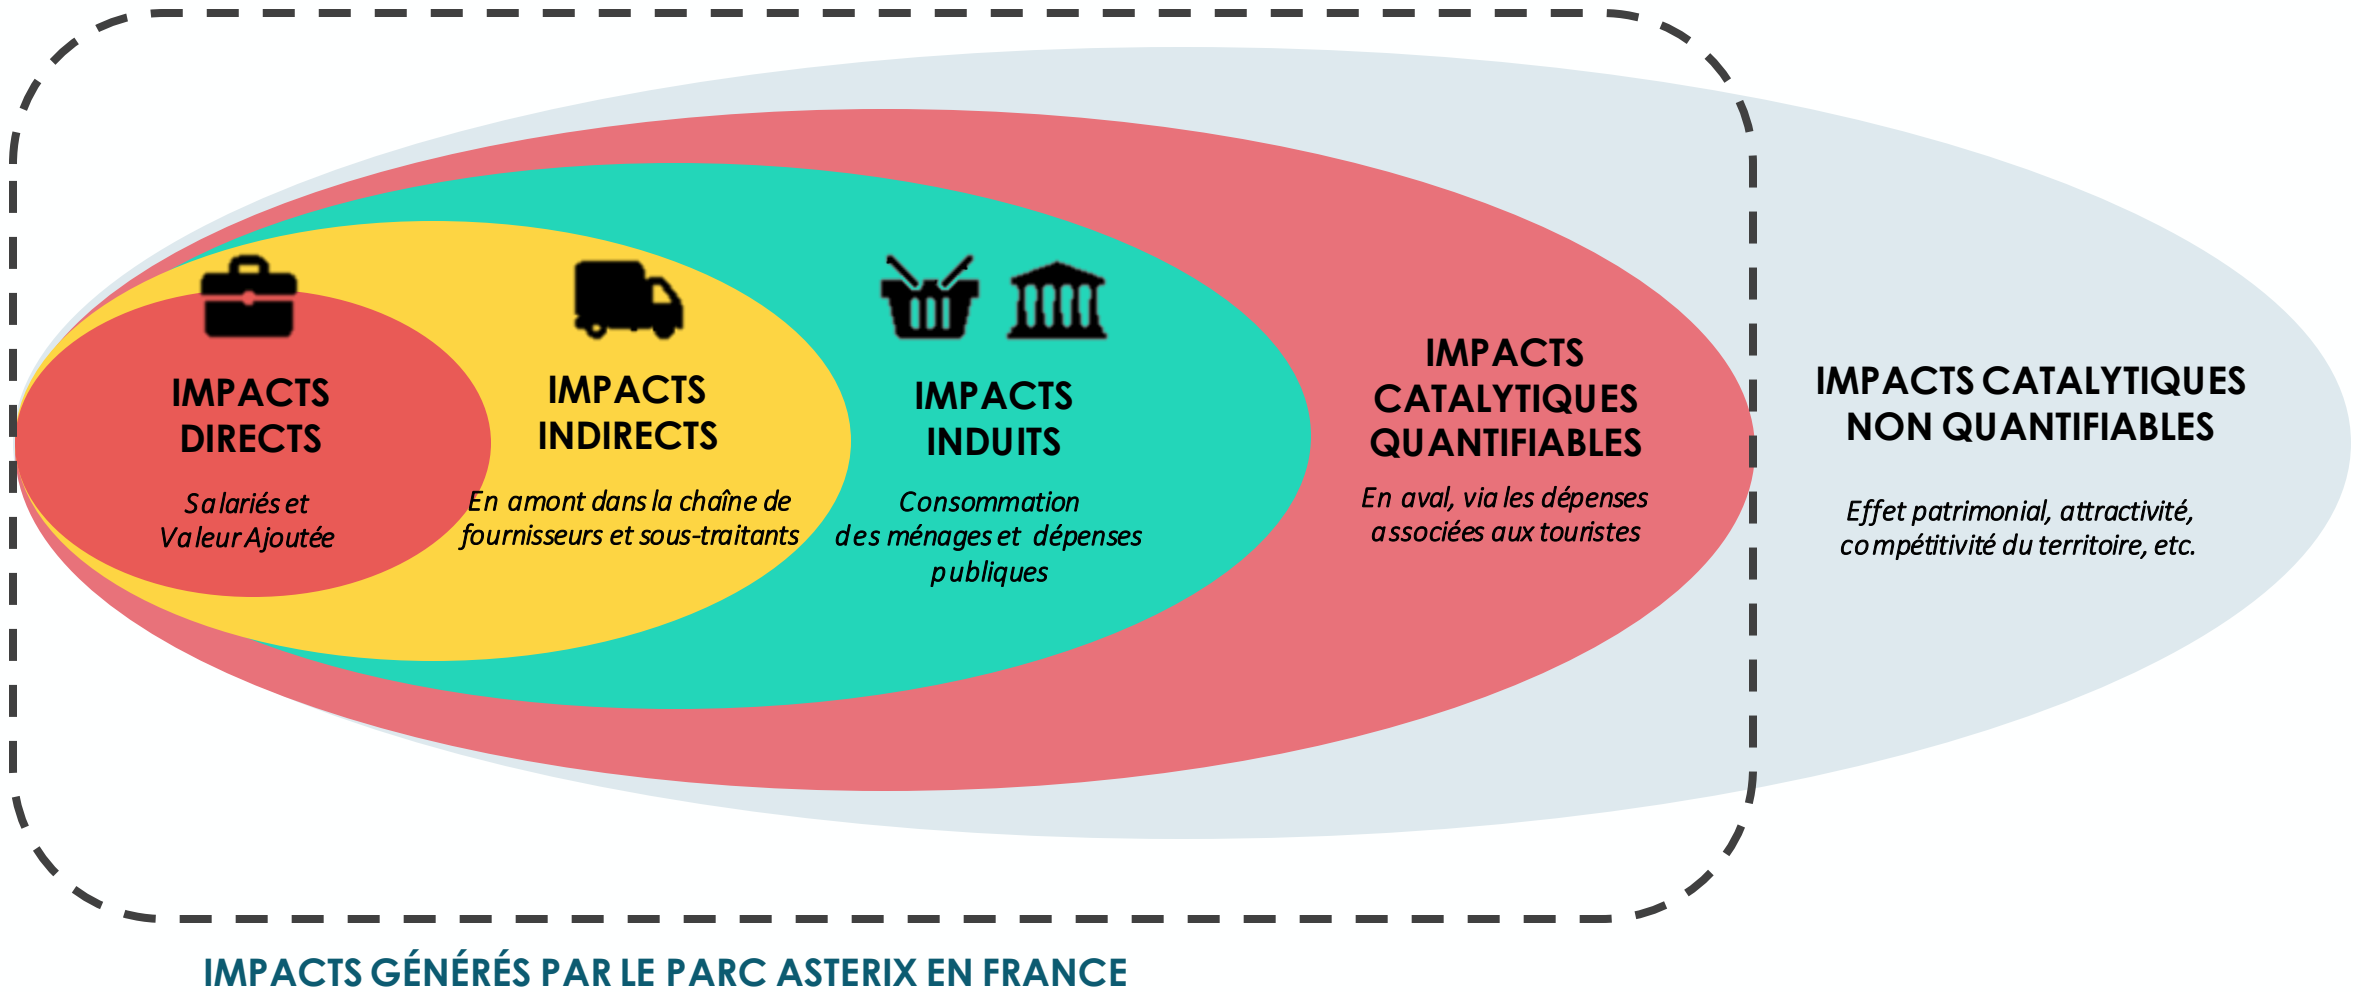 IMPACTS
DIRECTS
Salariés et
Valeur Ajoutée
IMPACTS
INDIRECTS
En amont dans la chaîne de
fournisseurs et sous-traitants
IMPACTS
INDUITS
Consommation
des ménages et dépenses
publiques
IMPACTS
CATALYTIQUES
QUANTIFIABLES
En aval, via les dépenses
associées aux touristes
IMPACTS CATALYTIQUES
NON QUANTIFIABLES
Effet patrimonial, attractivité,
compétitivité du territoire, etc.
IMPACTS GÉNÉRÉS PAR LE PARC ASTERIX EN FRANCE